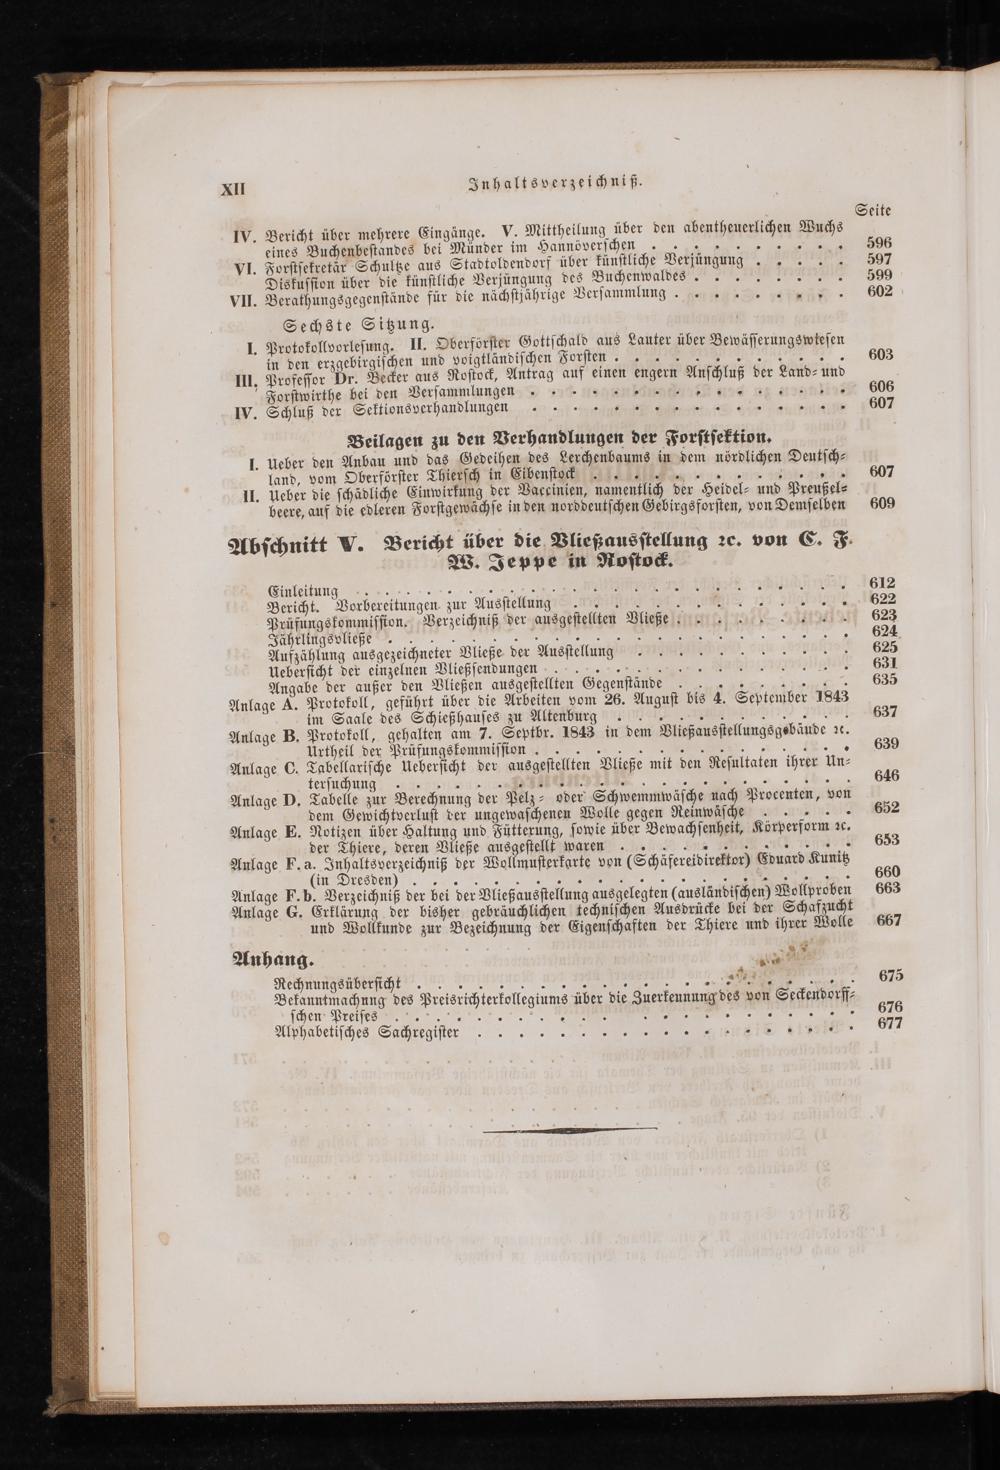 XII
Inhaltsverzeichniß.
Seite
IV. Bericht über mehrere Eingänge. V. Mittheilung über den abentheuerlichen Wuchs
eines Buchenbestandes bei Münder im Hannöverschen . . . . . . . . . . 596
VI. Forstsekretär Schultze aus Stadtoldendorf über künstliche Verjüngung . . . . . 597
Diskussion über die künstliche Verjüngung des Buchenwaldes . . . . . . . . 599
VII. Berathungsgegenstände für die nächstjährige Versammlung . . . . . . . . . 602
Sechste Sitzung.
I. Protokollvorlesung. II. Oberförster Gottschald aus Lauter über Bewässerungswiesen
in den erzgebirgischen und voigtländischen Forsten . . . . . . . . . . . . 603
III. Professor Dr. Becker aus Rostock, Antrag auf einen engern Anschluß der Land- und
Forstwirthe bei den Versammlungen . . . . . . . . . . . . . . . . 606
IV. Schluß der Sektionsverhandlungen . . . . . . . . . . . . . . . . 607
Beilagen zu den Verhandlungen der Forstsektion.
I. Ueber den Anbau und das Gedeihen des Lerchenbaums in dem nördlichen Deutsch-
land, vom Oberförster Thiersch in Eibenstock . . . . . . . . . . . . . 607
II. Ueber die schädliche Einwirkung der Vaccinien, namentlich der Heidel- und Preußel-
beere, auf die edleren Forstgewächse in den norddeutschen Gebirgsforsten, von Demselben 609
Abschnitt V. Bericht über die Vließausstellung ꝛc. von C. F.
W. Jeppe in Rostock.
Einleitung . . . . . . . . . . . . . . . . . . . . . . . . 612
Bericht. Vorbereitungen zur Ausstellung . . . . . . . . . . . . . . 622
Prüfungskommission. Verzeichniß der ausgestellten Vließe . . . . . . . . . 623
Jährlingsvließe . . . . . . . . . . . . . . . . . . . . . . 624
Aufzählung ausgezeichneter Vließe der Ausstellung . . . . . . . . . . . 625
Uebersicht der einzelnen Vließsendungen . . . . . . . . . . . . . . . 631
Angabe der außer den Vließen ausgestellten Gegenstände . . . . . . . . . 635
Anlage A. Protokoll, geführt über die Arbeiten vom 26. August bis 4. September 1843
im Saale des Schießhauses zu Altenburg . . . . . . . . . . . . 637
Anlage B. Protokoll, gehalten am 7. Septbr. 1843 in dem Vließausstellungsgebäude ꝛc.
Urtheil der Prüfungskommission . . . . . . . . . . . . . . . . 639
Anlage C. Tabellarische Uebersicht der ausgestellten Vließe mit den Resultaten ihrer Un-
tersuchung . . . . . . . . . . . . . . . . . . . . . . 646
Anlage D. Tabelle zur Berechnung der Pelz- oder Schwemmwäsche nach Procenten, von
dem Gewichtverlust der ungewaschenen Wolle gegen Reinwäsche . . . . . 652
Anlage E. Notizen über Haltung und Fütterung, sowie über Bewachsenheit, Körperform ꝛc.
der Thiere, deren Vließe ausgestellt waren . . . . . . . . . . . . 653
Anlage F. a. Inhaltsverzeichniß der Wollmusterkarte von (Schäfereidirektor) Eduard Kunitz
(in Dresden) . . . . . . . . . . . . . . . . . . . . . 660
Anlage F. b. Verzeichniß der bei der Vließausstellung ausgelegten (ausländischen) Wollproben 663
Anlage G. Erklärung der bisher gebräuchlichen technischen Ausdrücke bei der Schafzucht
und Wollkunde zur Bezeichnung der Eigenschaften der Thiere und ihrer Wolle 667
Anhang.
Rechnungsübersicht . . . . . . . . . . . . . . . . . . . . . 675
Bekanntmachung des Preisrichterkollegiums über die Zuerkennung des von Seckendorff-
schen Preises . . . . . . . . . . . . . . . . . . . . . . 676
Alphabetisches Sachregister . . . . . . . . . . . . . . . . . . . 677